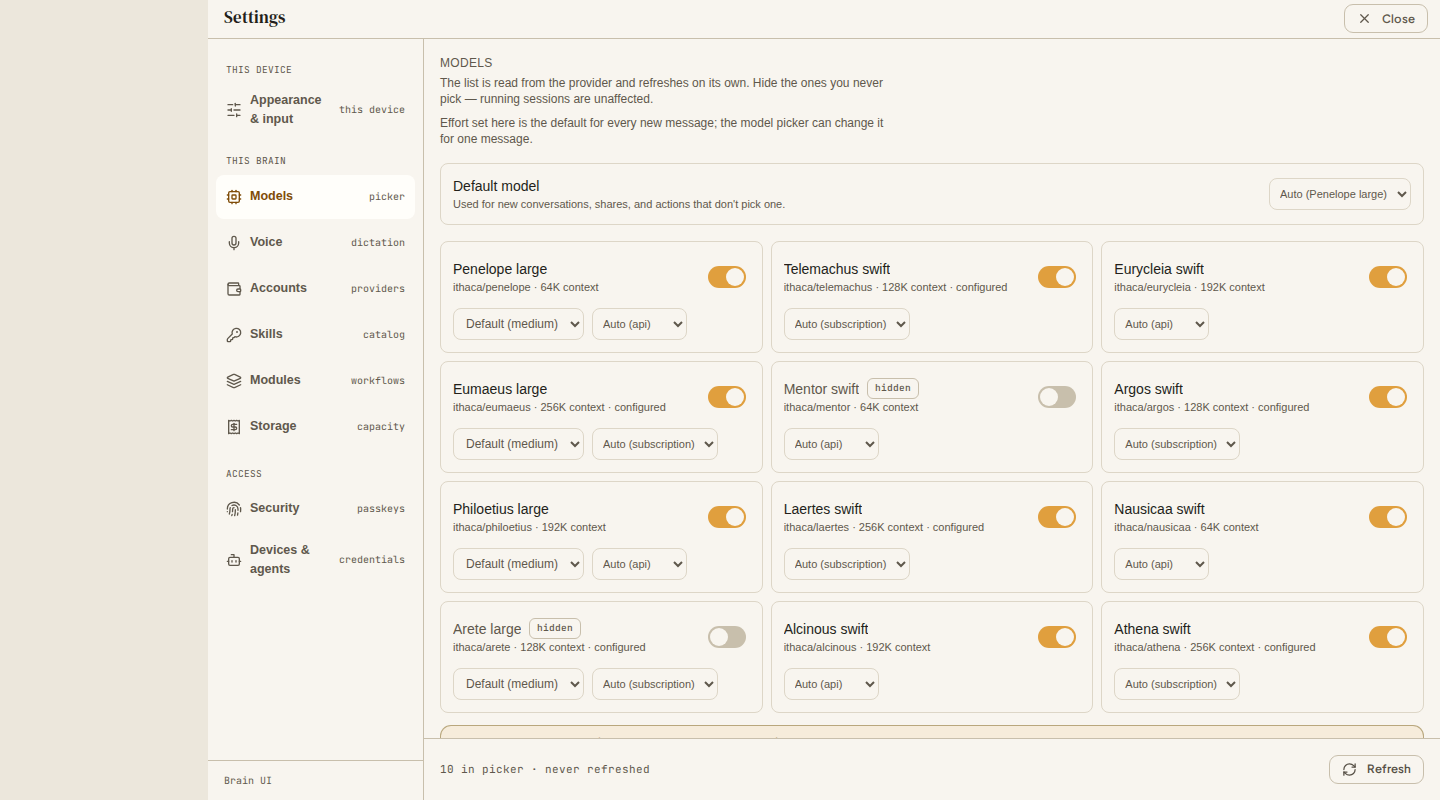 Settings
Close
THIS DEVICE
Appearance & input
this device
THIS BRAIN
Models
picker
Voice
dictation
Accounts
providers
Skills
catalog
Modules
workflows
Storage
capacity
ACCESS
Security
passkeys
Devices & agents
credentials
Brain UI
MODELS
The list is read from the provider and refreshes on its own. Hide the ones you never
pick — running sessions are unaffected.
Effort set here is the default for every new message; the model picker can change it
for one message.
Default model
Used for new conversations, shares, and actions that don't pick one.
Auto (Penelope large)
Penelope large
ithaca/penelope · 64K context
Default (medium)
Auto (api)
Telemachus swift
ithaca/telemachus · 128K context · configured
Auto (subscription)
Eurycleia swift
ithaca/eurycleia · 192K context
Auto (api)
Eumaeus large
ithaca/eumaeus · 256K context · configured
Default (medium)
Auto (subscription)
Mentor swift
hidden
ithaca/mentor · 64K context
Auto (api)
Argos swift
ithaca/argos · 128K context · configured
Auto (subscription)
Philoetius large
ithaca/philoetius · 192K context
Default (medium)
Auto (api)
Laertes swift
ithaca/laertes · 256K context · configured
Auto (subscription)
Nausicaa swift
ithaca/nausicaa · 64K context
Auto (api)
Arete large
hidden
ithaca/arete · 128K context · configured
Default (medium)
Auto (subscription)
Alcinous swift
ithaca/alcinous · 192K context
Auto (api)
Athena swift
ithaca/athena · 256K context · configured
Auto (subscription)
10 in picker · never refreshed
Refresh